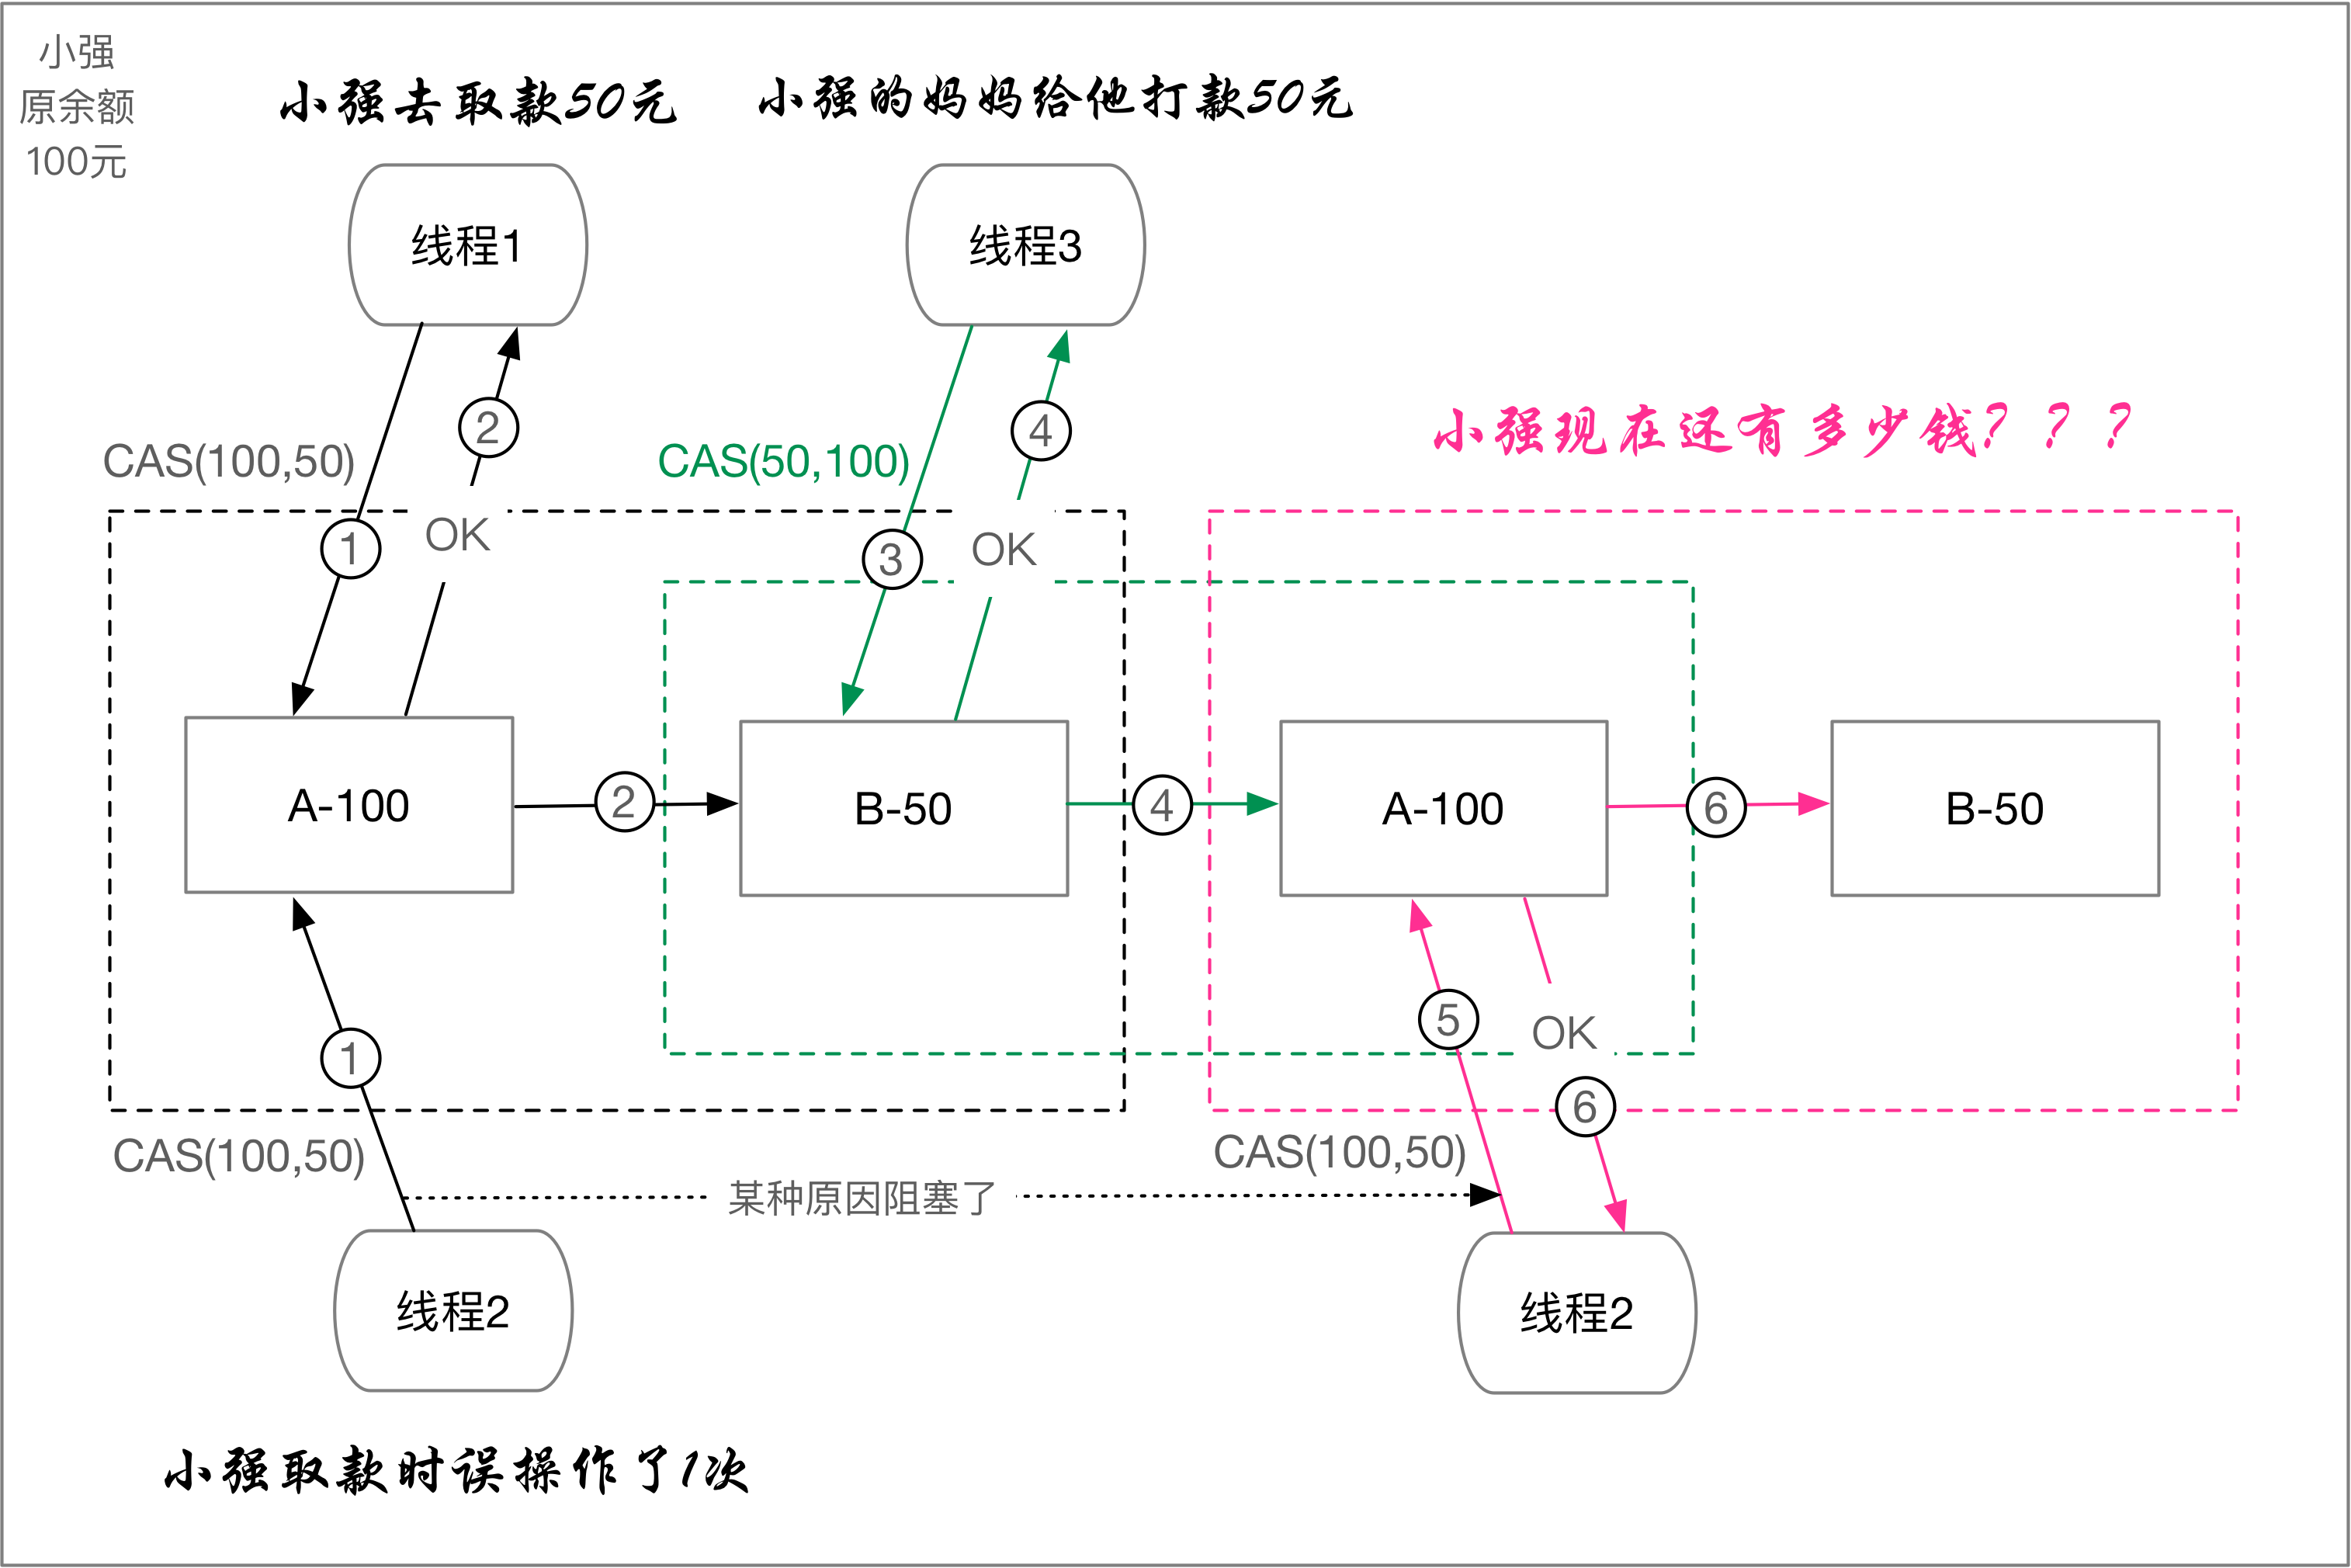 小强
原余额
100元
小强去取款50元
小强的妈妈给他打款50元
线程1
线程3
小强现在还有多少钱？？？
CAS(100,50)
2
CAS(50,100)
4
1
OK
3
OK
A-100
2
B-50
4
A-100
6
B-50
1
5
OK
6
CAS(100,50)
CAS(100,50)
某种原因阻塞了
线程2
线程2
小强取款时误操作了1次